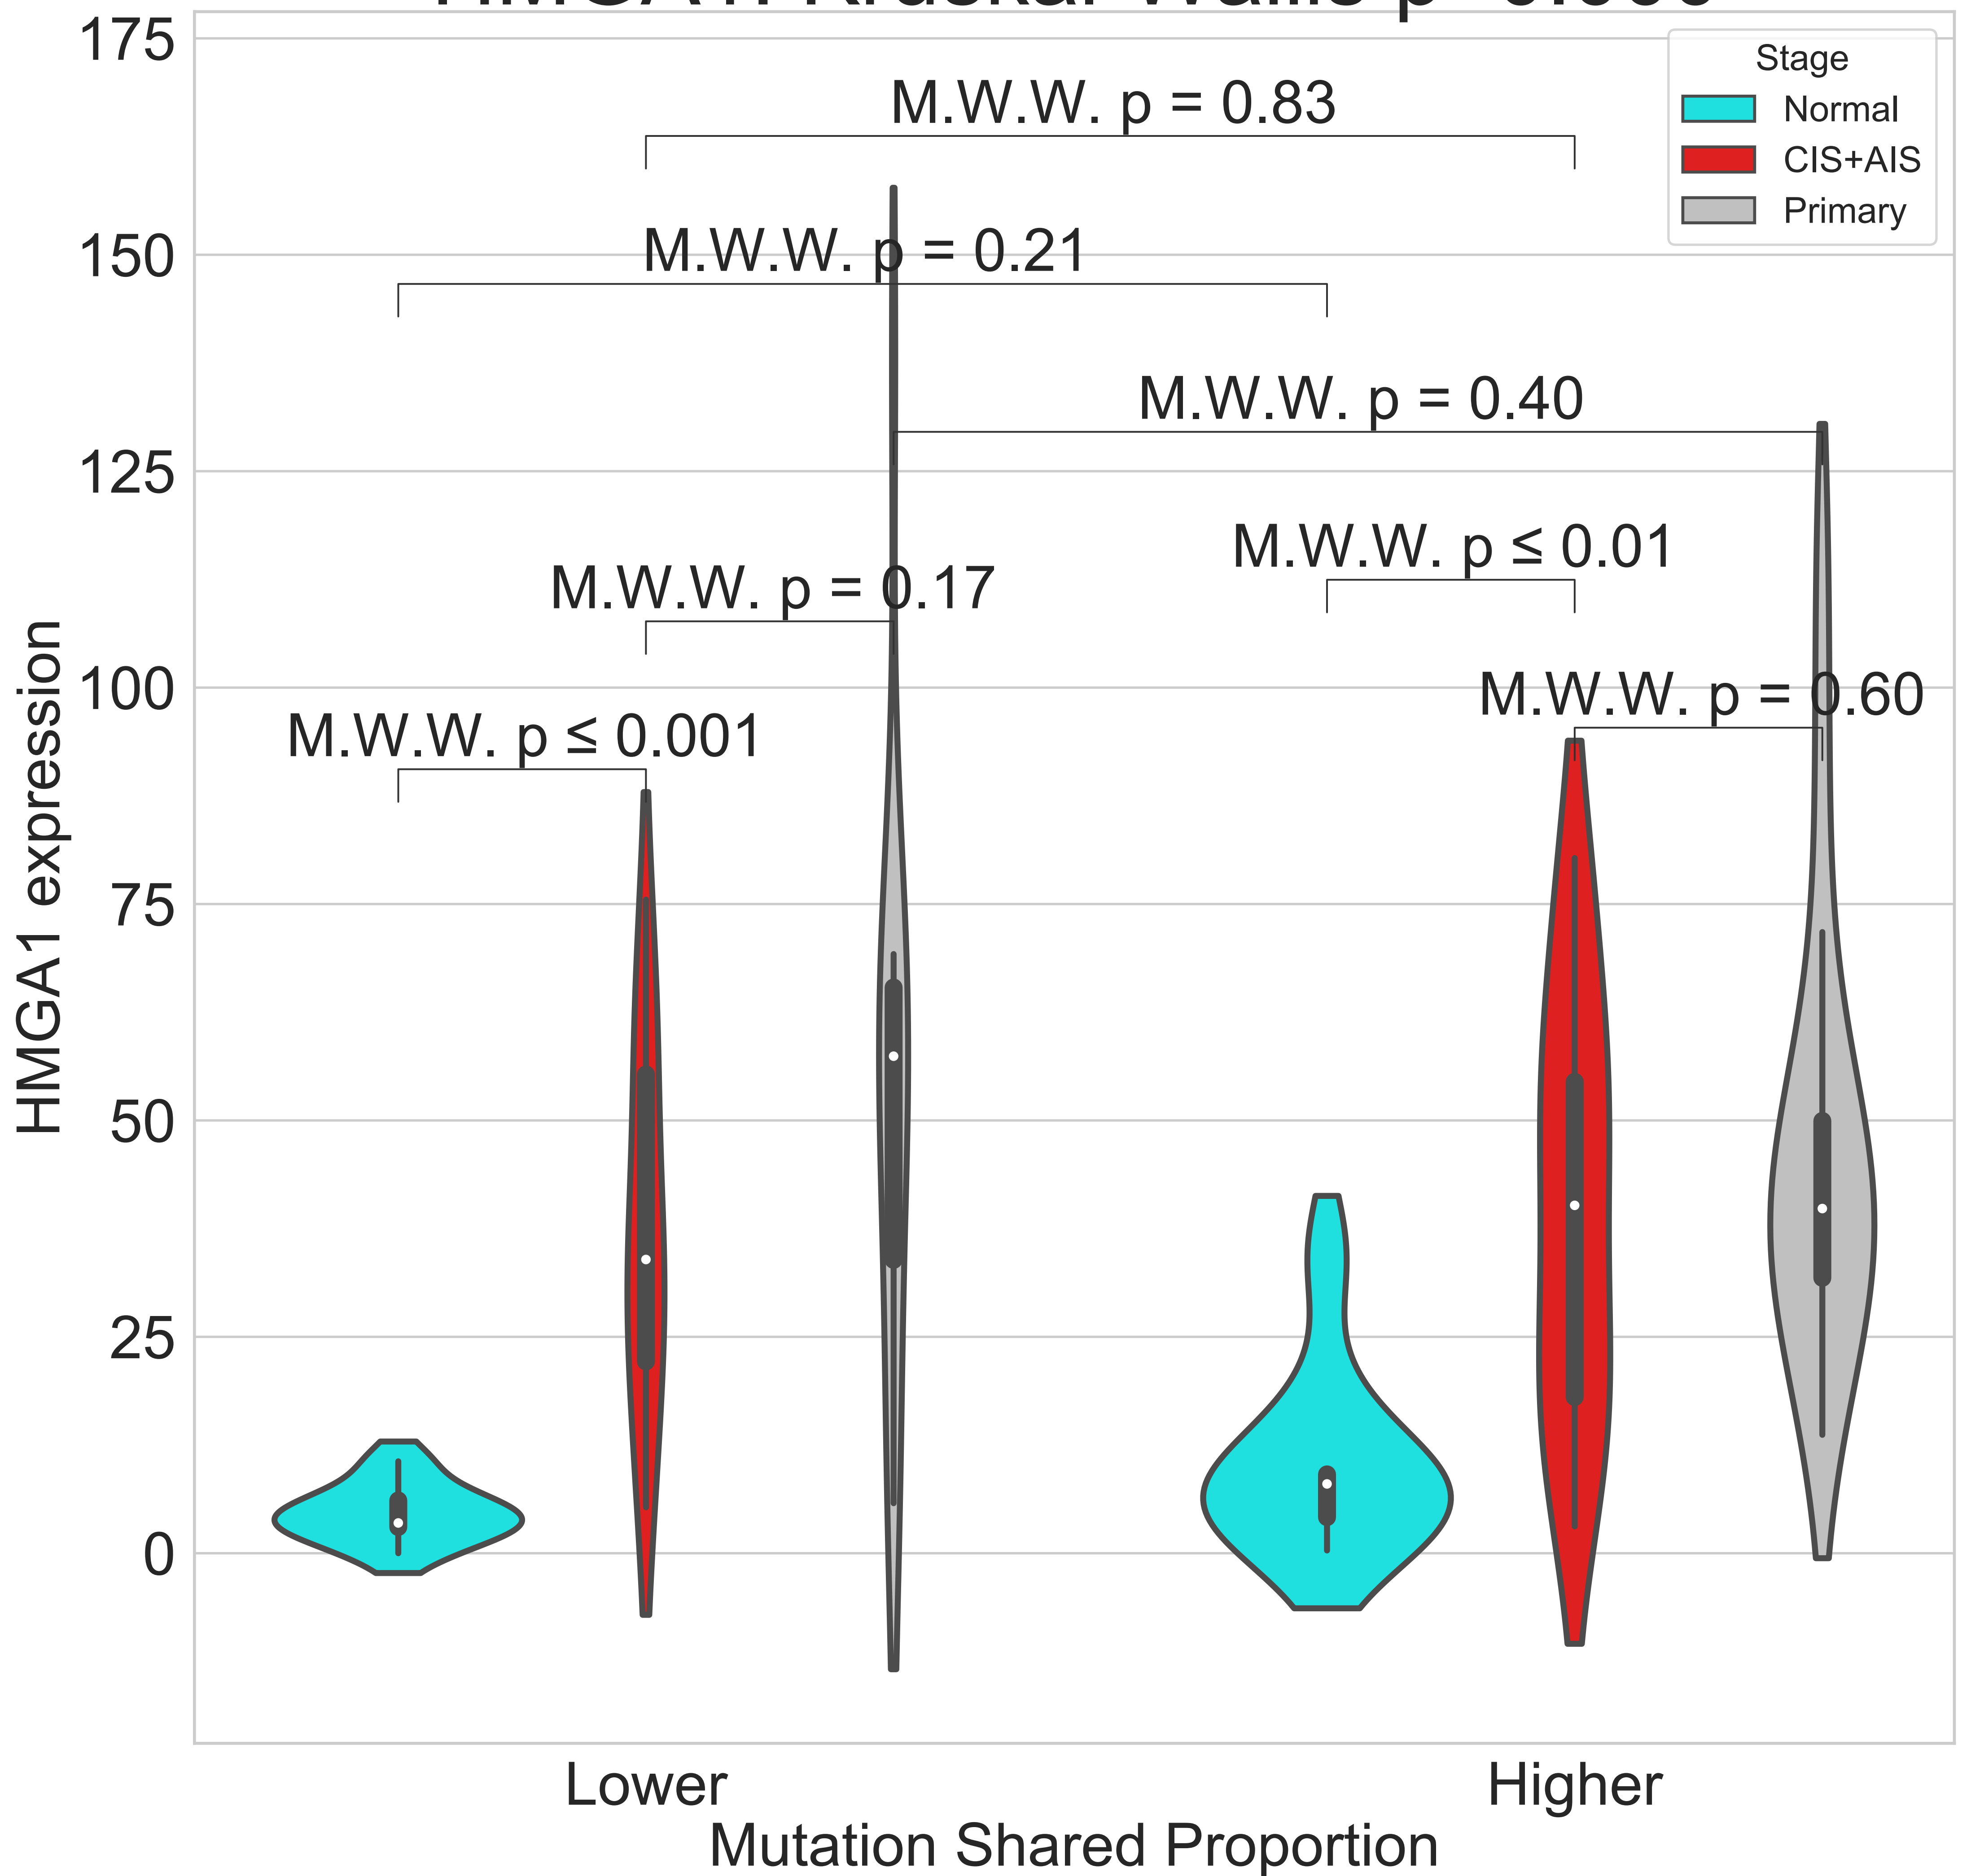 175
Stage
Normal
CIS+AIS
Primary
M.W.W. p = 0.83
150
M.W.W. p = 0.21
M.W.W. p = 0.40
125
M.W.W. p ≤ 0.01
M.W.W. p = 0.17
100
M.W.W. p = 0.60
M.W.W. p ≤ 0.001
HMGA1 expression
75
50
25
0
Lower
Higher
Mutation Shared Proportion